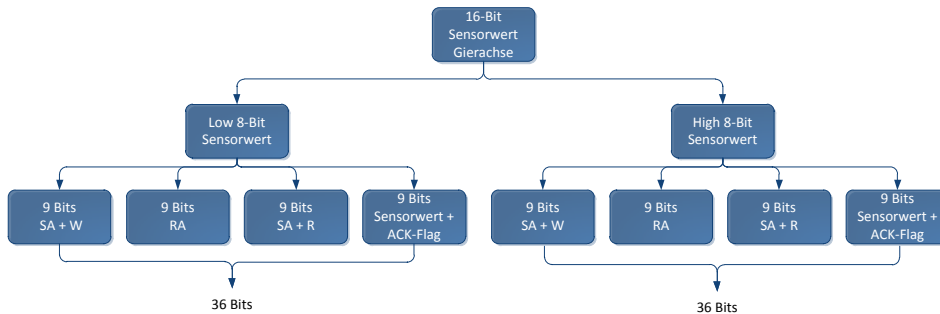 16-Bit
Sensorwert
Gierachse
Low 8-Bit
Sensorwert
High 8-Bit
Sensorwert
9 Bits
SA + W
9 Bits
RA
9 Bits
SA + R
9 Bits
Sensorwert +
ACK-Flag
9 Bits
SA + W
9 Bits
RA
9 Bits
SA + R
9 Bits
Sensorwert +
ACK-Flag
36 Bits
36 Bits